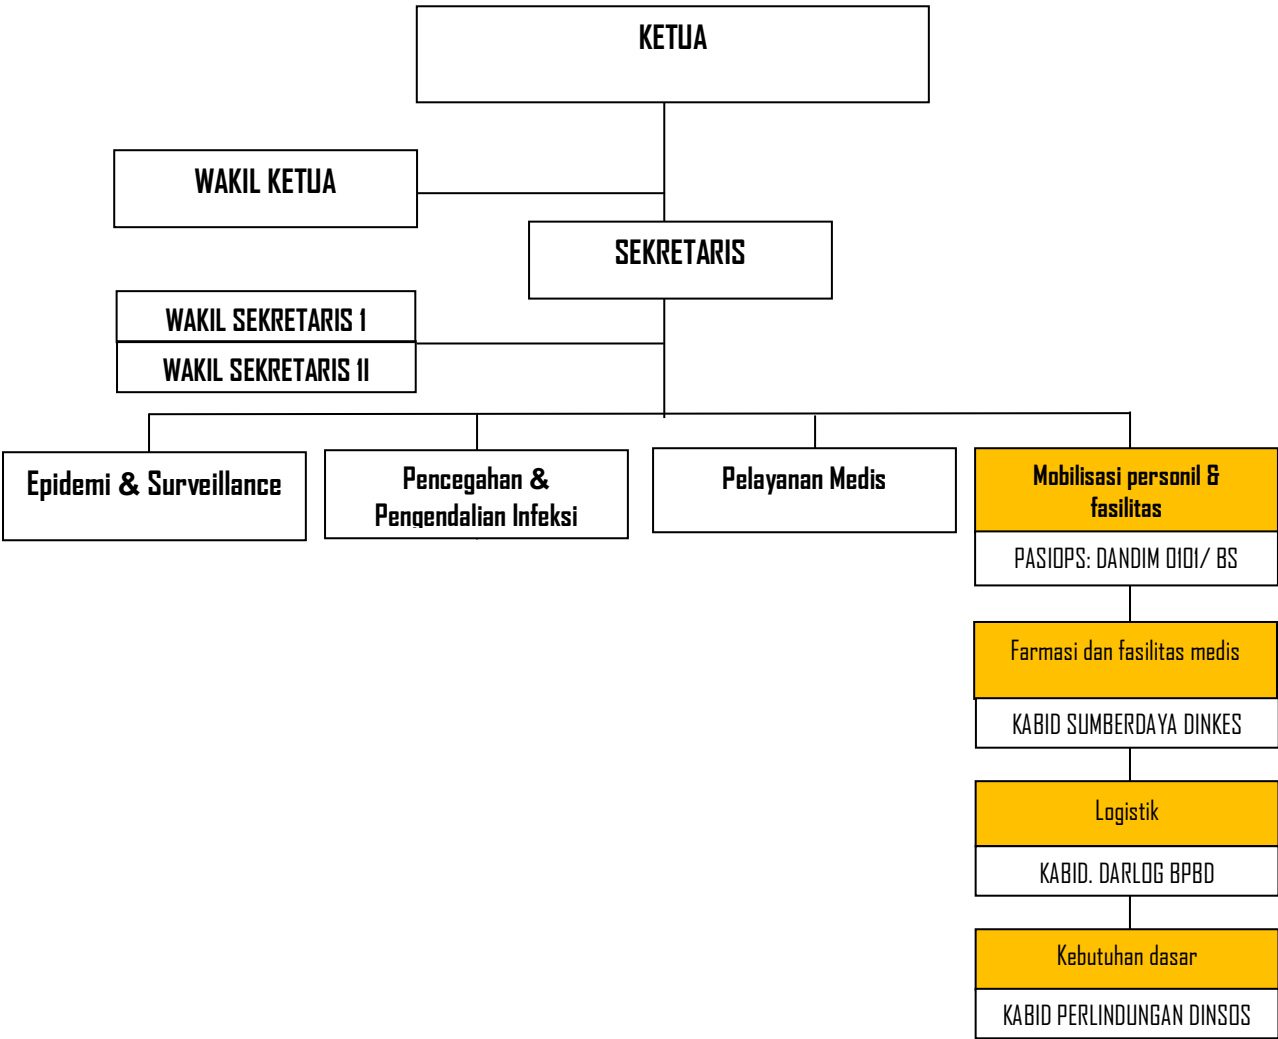 KETUA
WAKIL KETUA
SEKRETARIS
WAKIL SEKRETARIS 1
WAKIL SEKRETARIS 1I
Epidemi & Surveillance
Pencegahan &
Pengendalian Infeksi
Pelayanan Medis
Mobilisasi personil &
fasilitas
PASIOPS: DANDIM 0101/ BS
Farmasi dan fasilitas medis
KABID SUMBERDAYA DINKES
Logistik
KABID. DARLOG BPBD
Kebutuhan dasar
KABID PERLINDUNGAN DINSOS